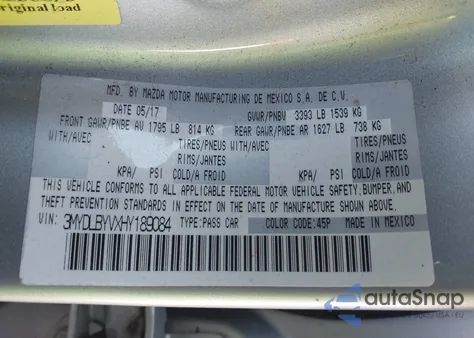 original load
MFD. BY MAZDA MOTOR MANUFACTURING DE MEXICO S.A. DE C.V.
DATE 05/17 GVWR/PNBV 3393 LB 1539 KG
FRONT GAWR/PNBE AV 1795 LB 814 KG REAR GAWR/PNBE AR 1627 LB 738 KG
WITH/AVEC TIRES/PNEUS WITH/AVEC TIRES/PNEUS
RIMS/JANTES RIMS/JANTES
KPA/ PSI COLD/A FROID KPA/ PSI COLD/A FROID
THIS VEHICLE CONFORMS TO ALL APPLICABLE FEDERAL MOTOR VEHICLE SAFETY, BUMPER, AND
THEFT PREVENTION STANDARDS IN EFFECT ON THE DATE OF MANUFACTURE SHOWN ABOVE.
VIN: 3MYDLBYVXHY189084 TYPE:PASS CAR COLOR CODE:45P MADE IN MEXICO
autoSnap